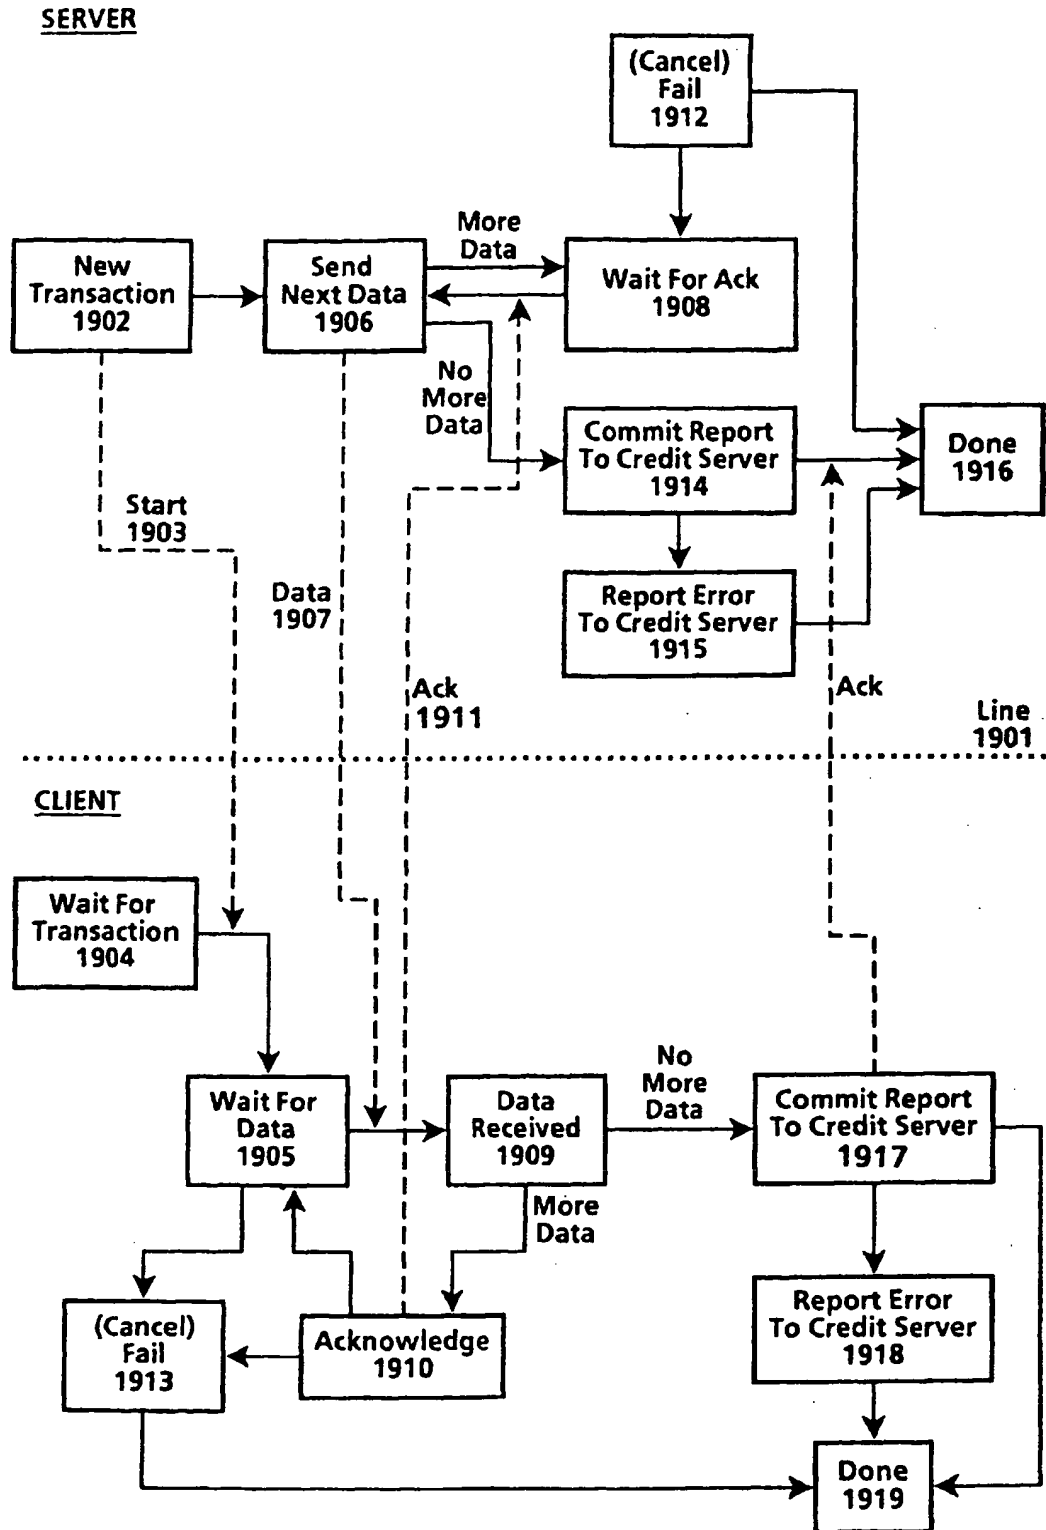 SERVER
(Cancel)
Fail
1912
New
Transaction
1902
Send
Next Data
1906
More
Data
Wait For Ack
1908
No
More
Data
Commit Report
To Credit Server
1914
Done
1916
Start
1903
Data
1907
Report Error
To Credit Server
1915
Ack
1911
Ack
Line
1901
CLIENT
Wait For
Transaction
1904
Wait For
Data
1905
Data
Received
1909
No
More
Data
Commit Report
To Credit Server
1917
More
Data
(Cancel)
Fail
1913
Acknowledge
1910
Report Error
To Credit Server
1918
Done
1919